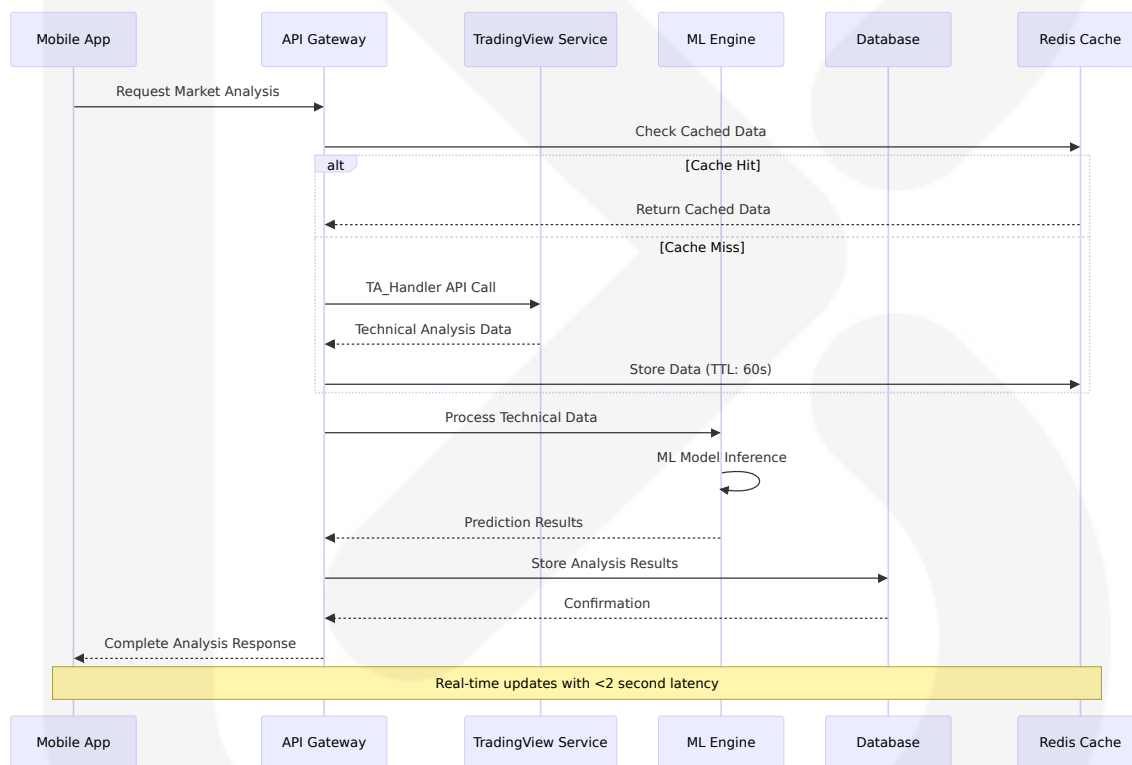 Mobile App
API Gateway
TradingView Service
ML Engine
Database
Redis Cache
Request Market Analysis
Check Cached Data
alt
[Cache Hit]
Return Cached Data
[Cache Miss]
TA_Handler API Call
Technical Analysis Data
Store Data (TTL: 60s)
Process Technical Data
ML Model Inference
Prediction Results
Store Analysis Results
Confirmation
Complete Analysis Response
Real-time updates with <2 second latency
Mobile App
API Gateway
TradingView Service
ML Engine
Database
Redis Cache